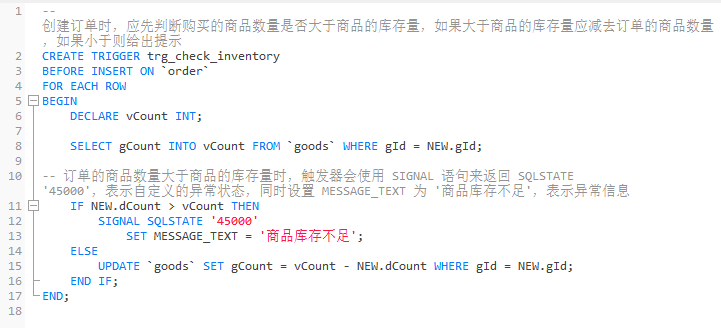 1 --
创建订单时，应先判断购买的商品数量是否大于商品的库存量，如果大于商品的库存量应减去订单的商品数量
，如果小于则给出提示
2 CREATE TRIGGER trg_check_inventory
3 BEFORE INSERT ON `order`
4 FOR EACH ROW
5 BEGIN
6 DECLARE vCount INT;
7
8 SELECT gCount INTO vCount FROM `goods` WHERE gId = NEW.gId;
9
10 -- 订单的商品数量大于商品的库存量时，触发器会使用 SIGNAL 语句来返回 SQLSTATE
'45000'，表示自定义的异常状态，同时设置 MESSAGE_TEXT 为 '商品库存不足'，表示异常信息
11 IF NEW.dCount > vCount THEN
12 SIGNAL SQLSTATE '45000'
13 SET MESSAGE_TEXT = '商品库存不足';
14 ELSE
15 UPDATE `goods` SET gCount = vCount - NEW.dCount WHERE gId = NEW.gId;
16 END IF;
17 END;
18